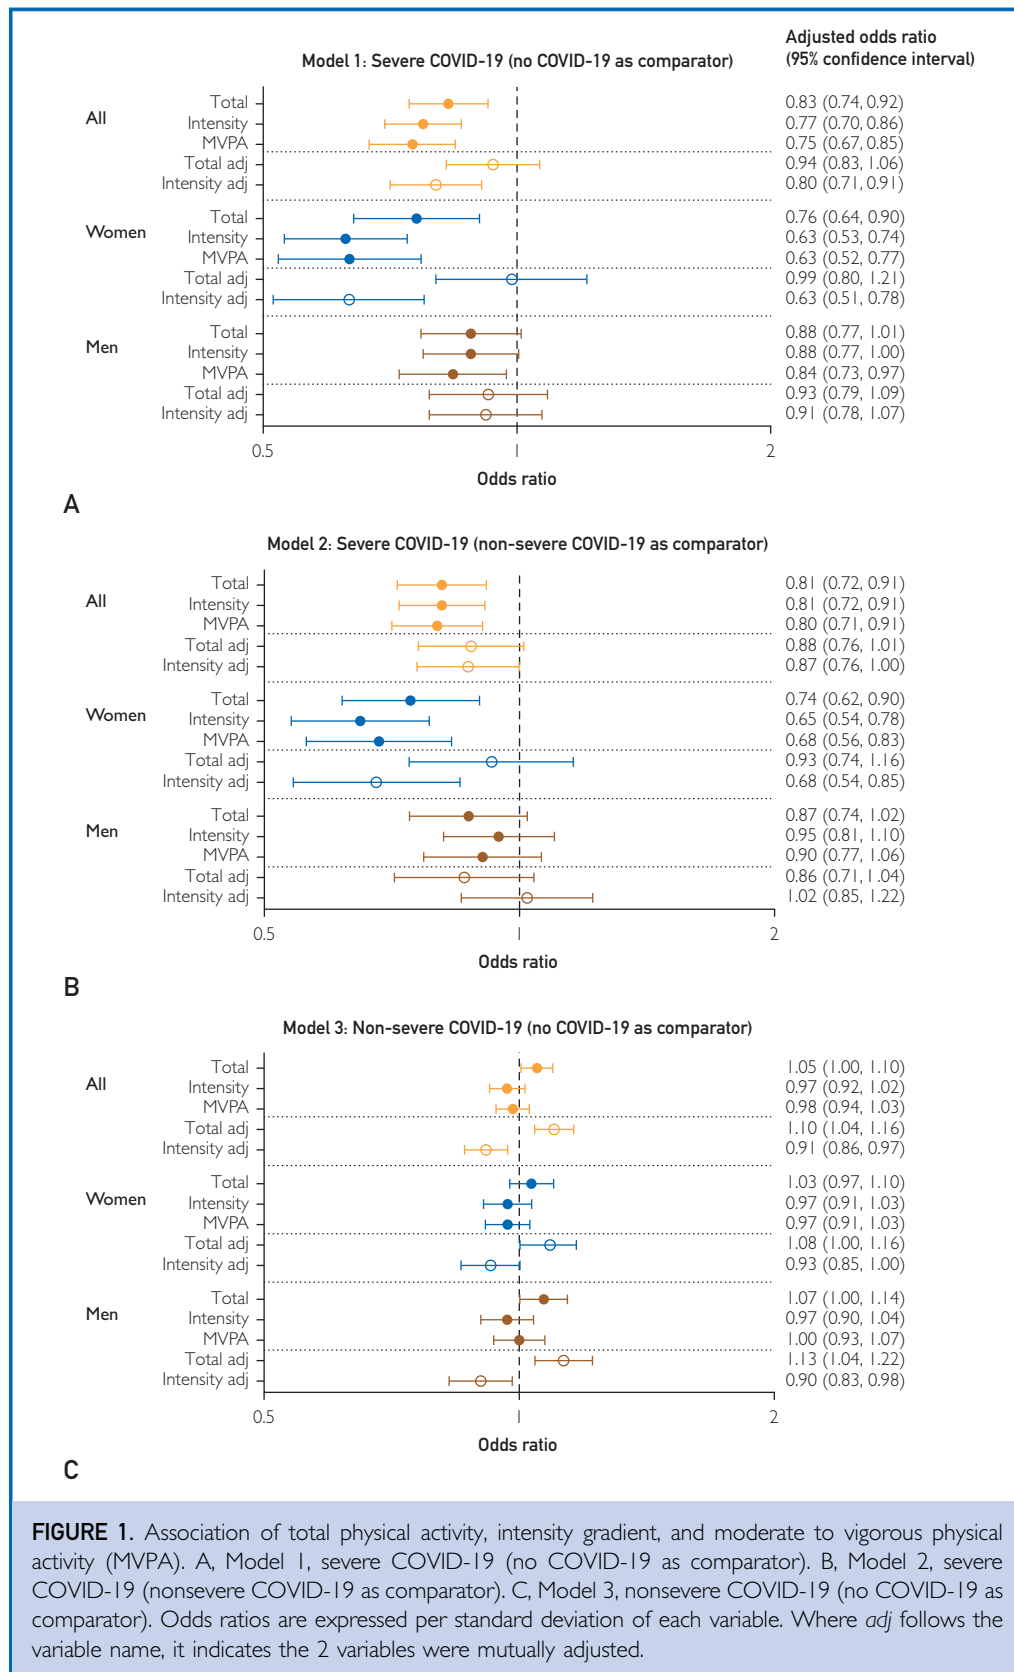 Adjusted odds ratio
(95% confidence interval)
Model 1: Severe COVID-19 (no COVID-19 as comparator)
All
Total 0.83 (0.74, 0.92)
Intensity 0.77 (0.70, 0.86)
MVPA 0.75 (0.67, 0.85)
Total adj 0.94 (0.83, 1.06)
Intensity adj 0.80 (0.71, 0.91)
Women
Total 0.76 (0.64, 0.90)
Intensity 0.63 (0.53, 0.74)
MVPA 0.63 (0.52, 0.77)
Total adj 0.99 (0.80, 1.21)
Intensity adj 0.63 (0.51, 0.78)
Men
Total 0.88 (0.77, 1.01)
Intensity 0.88 (0.77, 1.00)
MVPA 0.84 (0.73, 0.97)
Total adj 0.93 (0.79, 1.09)
Intensity adj 0.91 (0.78, 1.07)
0.5 1 2
Odds ratio
A
Model 2: Severe COVID-19 (non-severe COVID-19 as comparator)
All
Total 0.81 (0.72, 0.91)
Intensity 0.81 (0.72, 0.91)
MVPA 0.80 (0.71, 0.91)
Total adj 0.88 (0.76, 1.01)
Intensity adj 0.87 (0.76, 1.00)
Women
Total 0.74 (0.62, 0.90)
Intensity 0.65 (0.54, 0.78)
MVPA 0.68 (0.56, 0.83)
Total adj 0.93 (0.74, 1.16)
Intensity adj 0.68 (0.54, 0.85)
Men
Total 0.87 (0.74, 1.02)
Intensity 0.95 (0.81, 1.10)
MVPA 0.90 (0.77, 1.06)
Total adj 0.86 (0.71, 1.04)
Intensity adj 1.02 (0.85, 1.22)
0.5 1 2
Odds ratio
B
Model 3: Non-severe COVID-19 (no COVID-19 as comparator)
All
Total 1.05 (1.00, 1.10)
Intensity 0.97 (0.92, 1.02)
MVPA 0.98 (0.94, 1.03)
Total adj 1.10 (1.04, 1.16)
Intensity adj 0.91 (0.86, 0.97)
Women
Total 1.03 (0.97, 1.10)
Intensity 0.97 (0.91, 1.03)
MVPA 0.97 (0.91, 1.03)
Total adj 1.08 (1.00, 1.16)
Intensity adj 0.93 (0.85, 1.00)
Men
Total 1.07 (1.00, 1.14)
Intensity 0.97 (0.90, 1.04)
MVPA 1.00 (0.93, 1.07)
Total adj 1.13 (1.04, 1.22)
Intensity adj 0.90 (0.83, 0.98)
0.5 1 2
Odds ratio
C
FIGURE 1. Association of total physical activity, intensity gradient, and moderate to vigorous physical
activity (MVPA). A, Model 1, severe COVID-19 (no COVID-19 as comparator). B, Model 2, severe
COVID-19 (nonsevere COVID-19 as comparator). C, Model 3, nonsevere COVID-19 (no COVID-19 as
comparator). Odds ratios are expressed per standard deviation of each variable. Where adj follows the
variable name, it indicates the 2 variables were mutually adjusted.